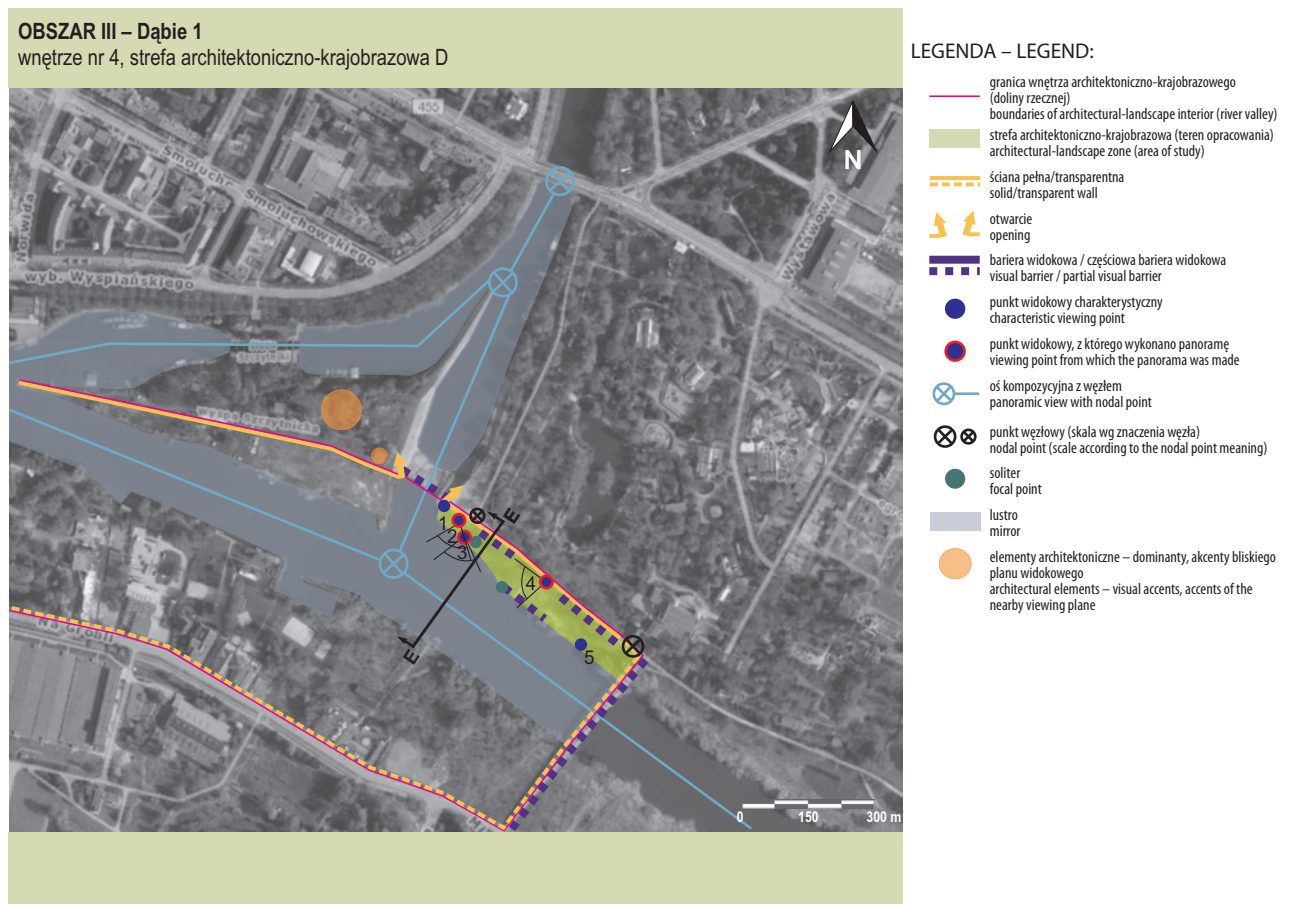 OBSZAR III – Dąbie 1
wnętrze nr 4, strefa architektoniczno-krajobrazowa D
455
Smoluchowskiego
Smoluchowskiego
Norwida
wyb. Wyspiańskiego
Wystawowa
wyspa Szczytnicka
N
E
1
2
3
4
5
E
Na Grobli
0 150 300 m
LEGENDA – LEGEND:
granica wnętrza architektoniczno-krajobrazowego
(doliny rzecznej)
boundaries of architectural-landscape interior (river valley)
strefa architektoniczno-krajobrazowa (teren opracowania)
architectural-landscape zone (area of study)
ściana pełna/transparentna
solid/transparent wall
otwarcie
opening
bariera widokowa / częściowa bariera widokowa
visual barrier / partial visual barrier
punkt widokowy charakterystyczny
characteristic viewing point
punkt widokowy, z którego wykonano panoramę
viewing point from which the panorama was made
oś kompozycyjna z węzłem
panoramic view with nodal point
punkt węzłowy (skala wg znaczenia węzła)
nodal point (scale according to the nodal point meaning)
soliter
focal point
lustro
mirror
elementy architektoniczne – dominanty, akcenty bliskiego
planu widokowego
architectural elements – visual accents, accents of the
nearby viewing plane